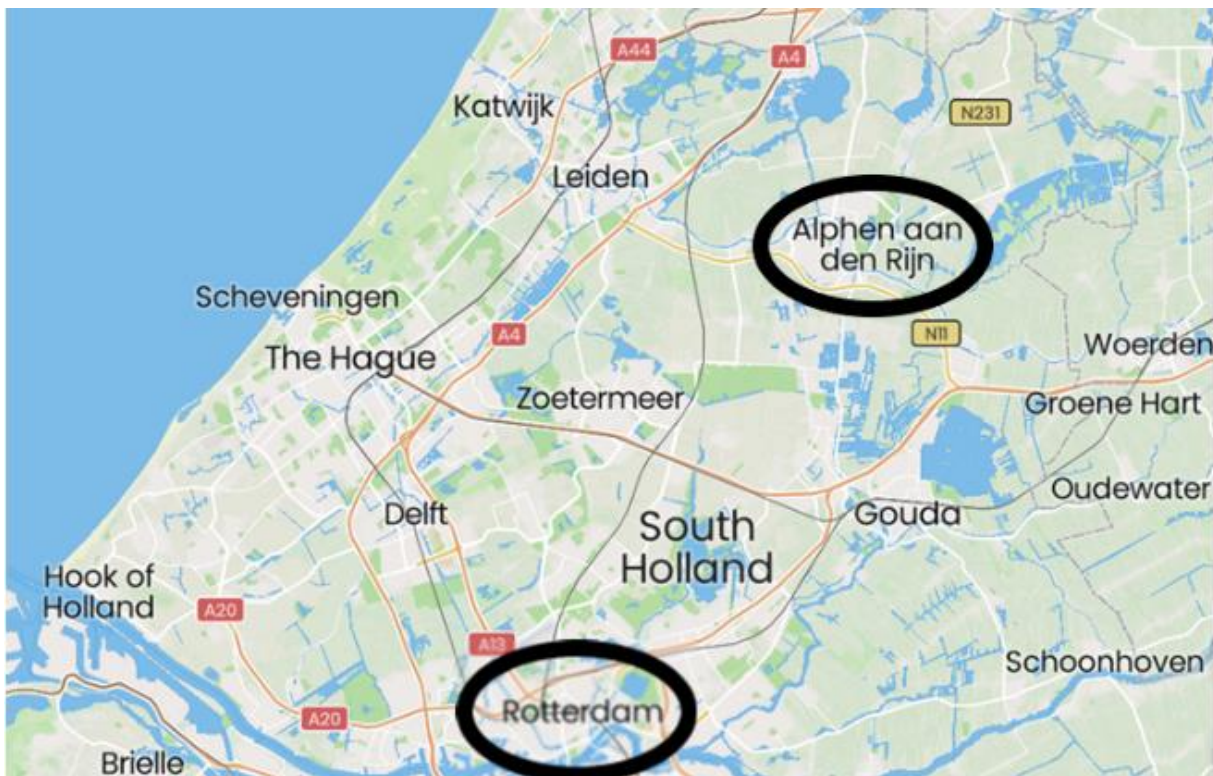 A44
A4
Katwijk
N231
Leiden
Alphen aan
den Rijn
Scheveningen
A4
N11
The Hague
Woerden
Zoetermeer
Groene Hart
Oudewater
Delft
Gouda
South
Holland
Hook of
Holland
A20
A13
Schoonhoven
Rotterdam
A20
Brielle